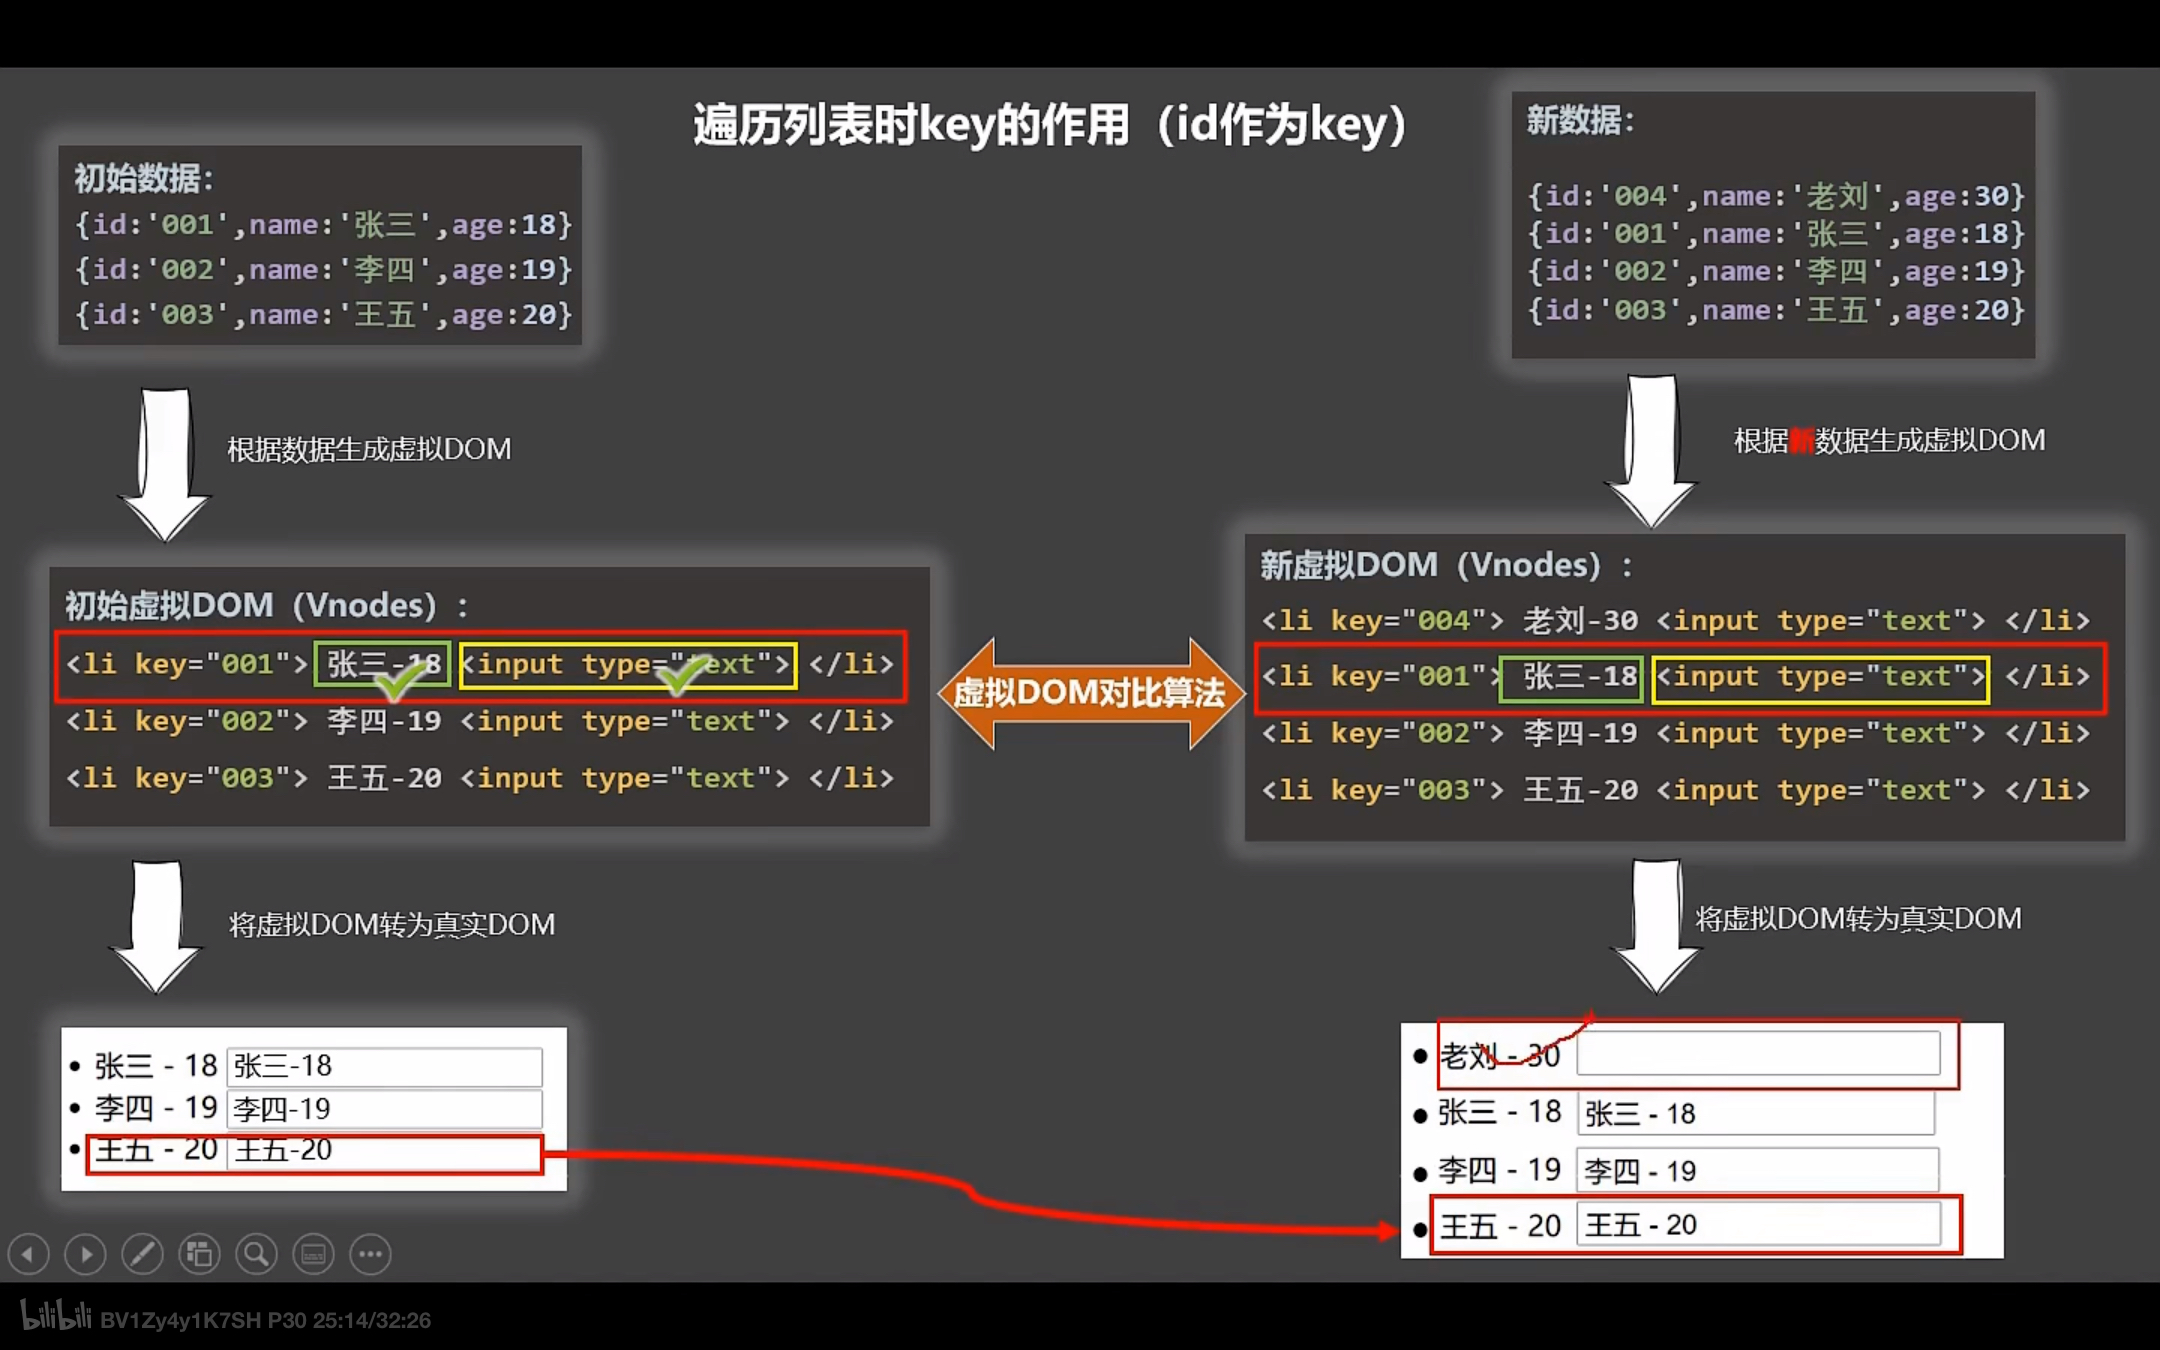 遍历列表时key的作用（id作为key）
初始数据：
{id:'001',name:'张三',age:18}
{id:'002',name:'李四',age:19}
{id:'003',name:'王五',age:20}
新数据：
{id:'004',name:'老刘',age:30}
{id:'001',name:'张三',age:18}
{id:'002',name:'李四',age:19}
{id:'003',name:'王五',age:20}
根据数据生成虚拟DOM
根据新数据生成虚拟DOM
初始虚拟DOM（Vnodes）：
<li key="001"> 张三-18 <input type="text"> </li>
<li key="002"> 李四-19 <input type="text"> </li>
<li key="003"> 王五-20 <input type="text"> </li>
虚拟DOM对比算法
新虚拟DOM（Vnodes）：
<li key="004"> 老刘-30 <input type="text"> </li>
<li key="001"> 张三-18 <input type="text"> </li>
<li key="002"> 李四-19 <input type="text"> </li>
<li key="003"> 王五-20 <input type="text"> </li>
将虚拟DOM转为真实DOM
将虚拟DOM转为真实DOM
• 张三 - 18 张三-18
• 李四 - 19 李四-19
• 王五 - 20 王五-20
• 老刘 - 30
• 张三 - 18 张三 - 18
• 李四 - 19 李四 - 19
• 王五 - 20 王五 - 20
bilibili BV1Zy4y1K7SH P30 25:14/32:26